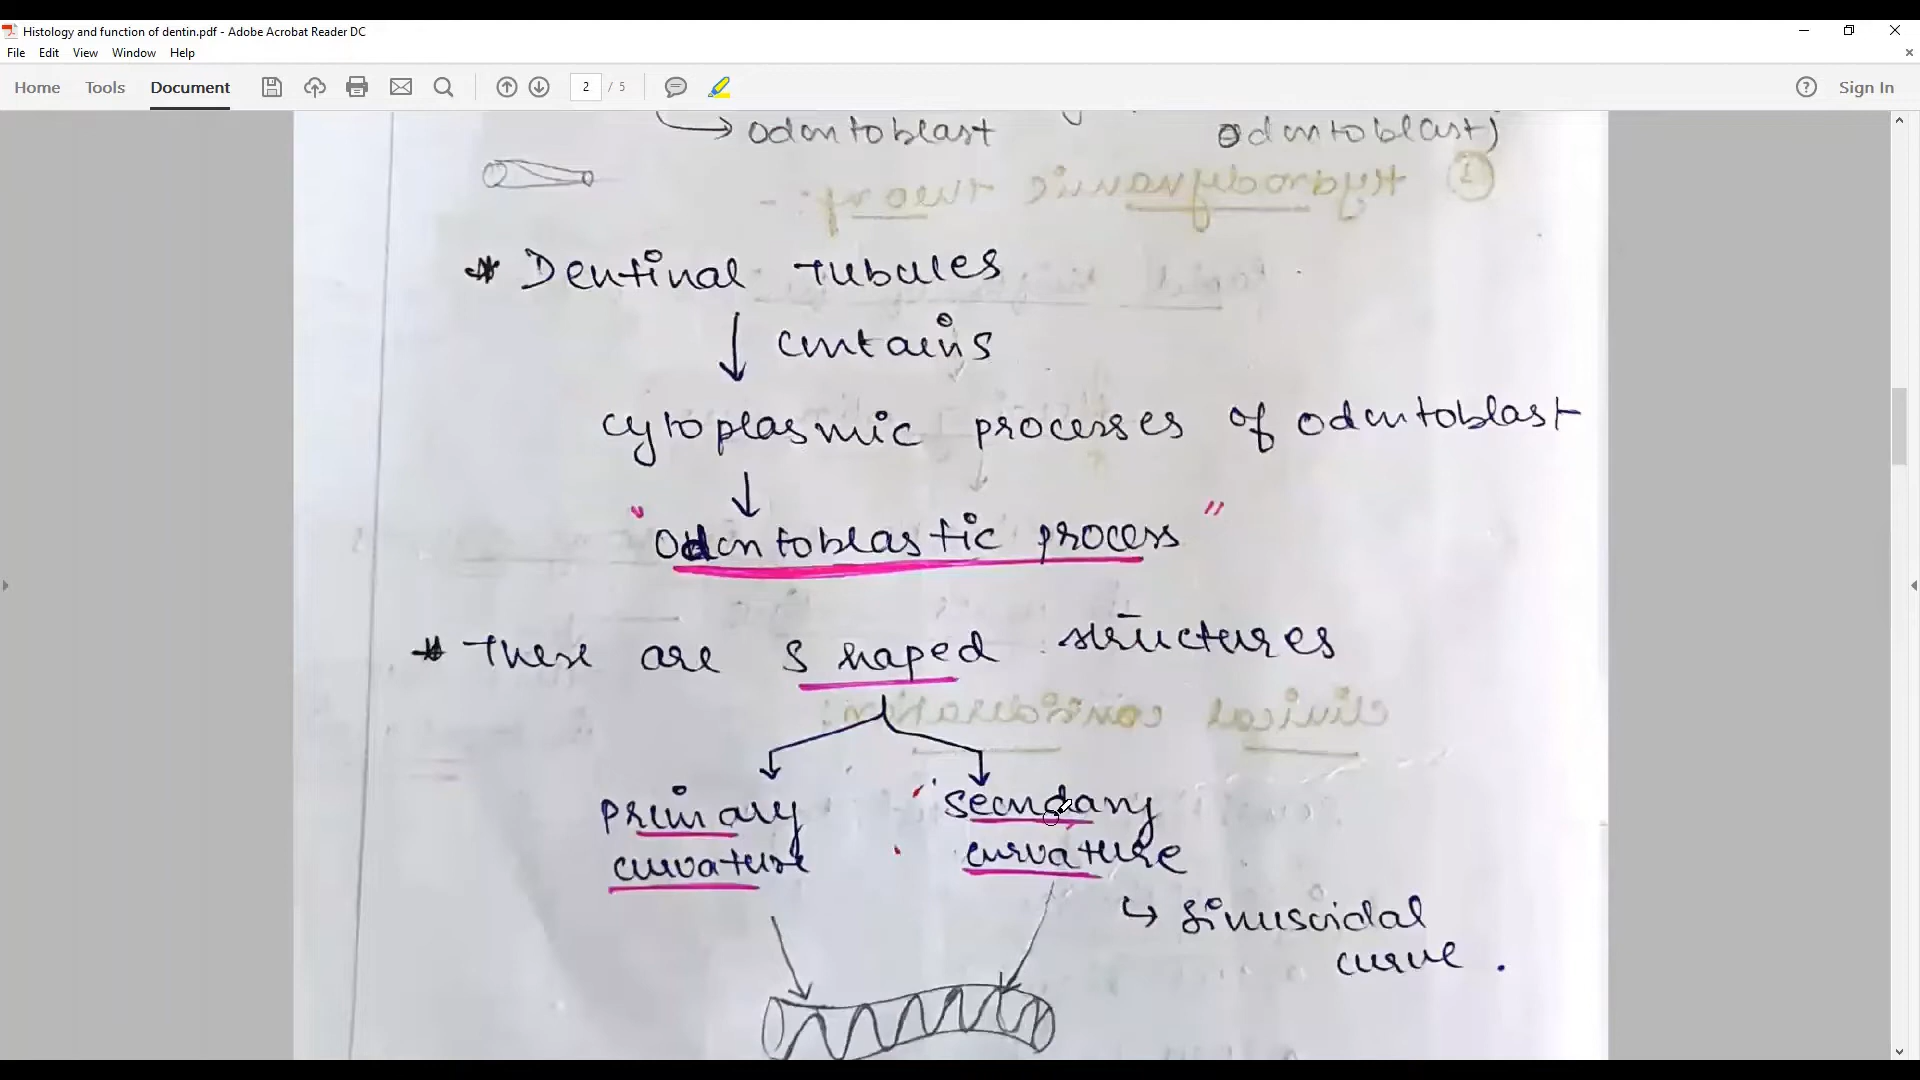 Histology and function of dentin.pdf - Adobe Acrobat Reader DC
File Edit View Window Help
Home Tools Document 2 / 5 Sign In
odontoblast odontoblast)
* Dentinal tubules
contains
cytoplasmic processes of odontoblast
"Odontoblastic process"
* These are S shaped structures
primary curvature
secondary curvature
↳ Sinusoidal
curve.